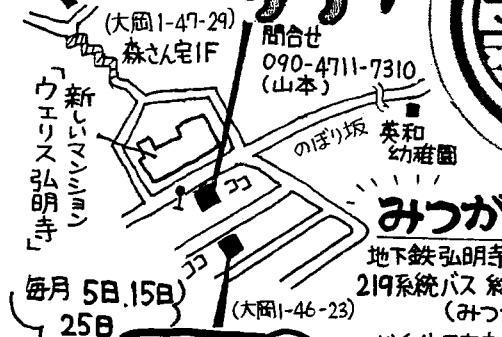 (大岡1-47-29)
森さん宅1F
問合せ
090-4711-7310
(山本)
のぼり坂
英和
幼稚園
新しいマンション
「ウェリス弘明寺」
ココ
ココ
みつが
地下鉄弘明寺
219系統バス
(みつ
毎月 5日.15日
25日
(大岡1-46-23)